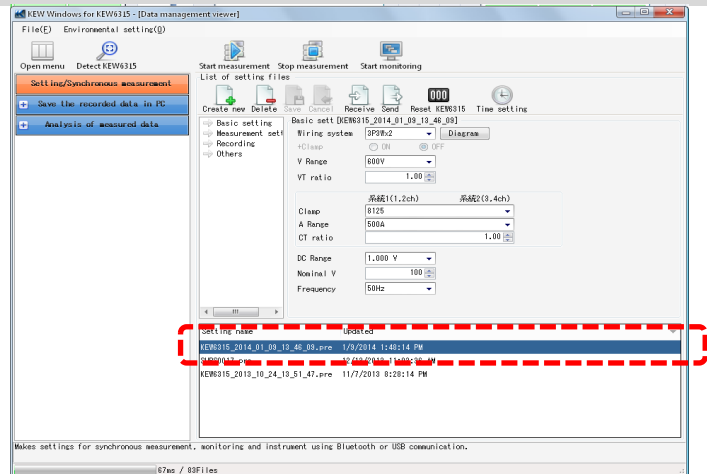 KEW Windows for KEW6315 - [Data management viewer]
File(F) Environmental setting(O)
Open menu Detect KEW6315 Start measurement Stop measurement Start monitoring
Setting/Synchronous measurement
Save the recorded data in PC
Analysis of measured data
List of setting files
Create new Delete Save Cancel Receive Send Reset KEW6315 Time setting
000
Basic setting
Measurement sett
Recording
Others
Basic sett [KEW6315_2014_01_09_13_46_09]
Wiring system 3P3Wx2 Diagram
+Clamp ON OFF
V Range 600V
VT ratio 1.00
系統1(1,2ch) 系統2(3,4ch)
Clamp 8125
A Range 500A
CT ratio 1.00
DC Range 1.000 V
Nominal V 100
Frequency 50Hz
Setting name Updated
KEW6315_2014_01_09_13_46_09.pre 1/9/2014 1:48:14 PM
KEW6315_2013_10_24_13_51_47.pre 11/7/2013 8:28:14 PM
Makes settings for synchronous measurement, monitoring and instrument using Bluetooth or USB communication.
67ms / 83Files